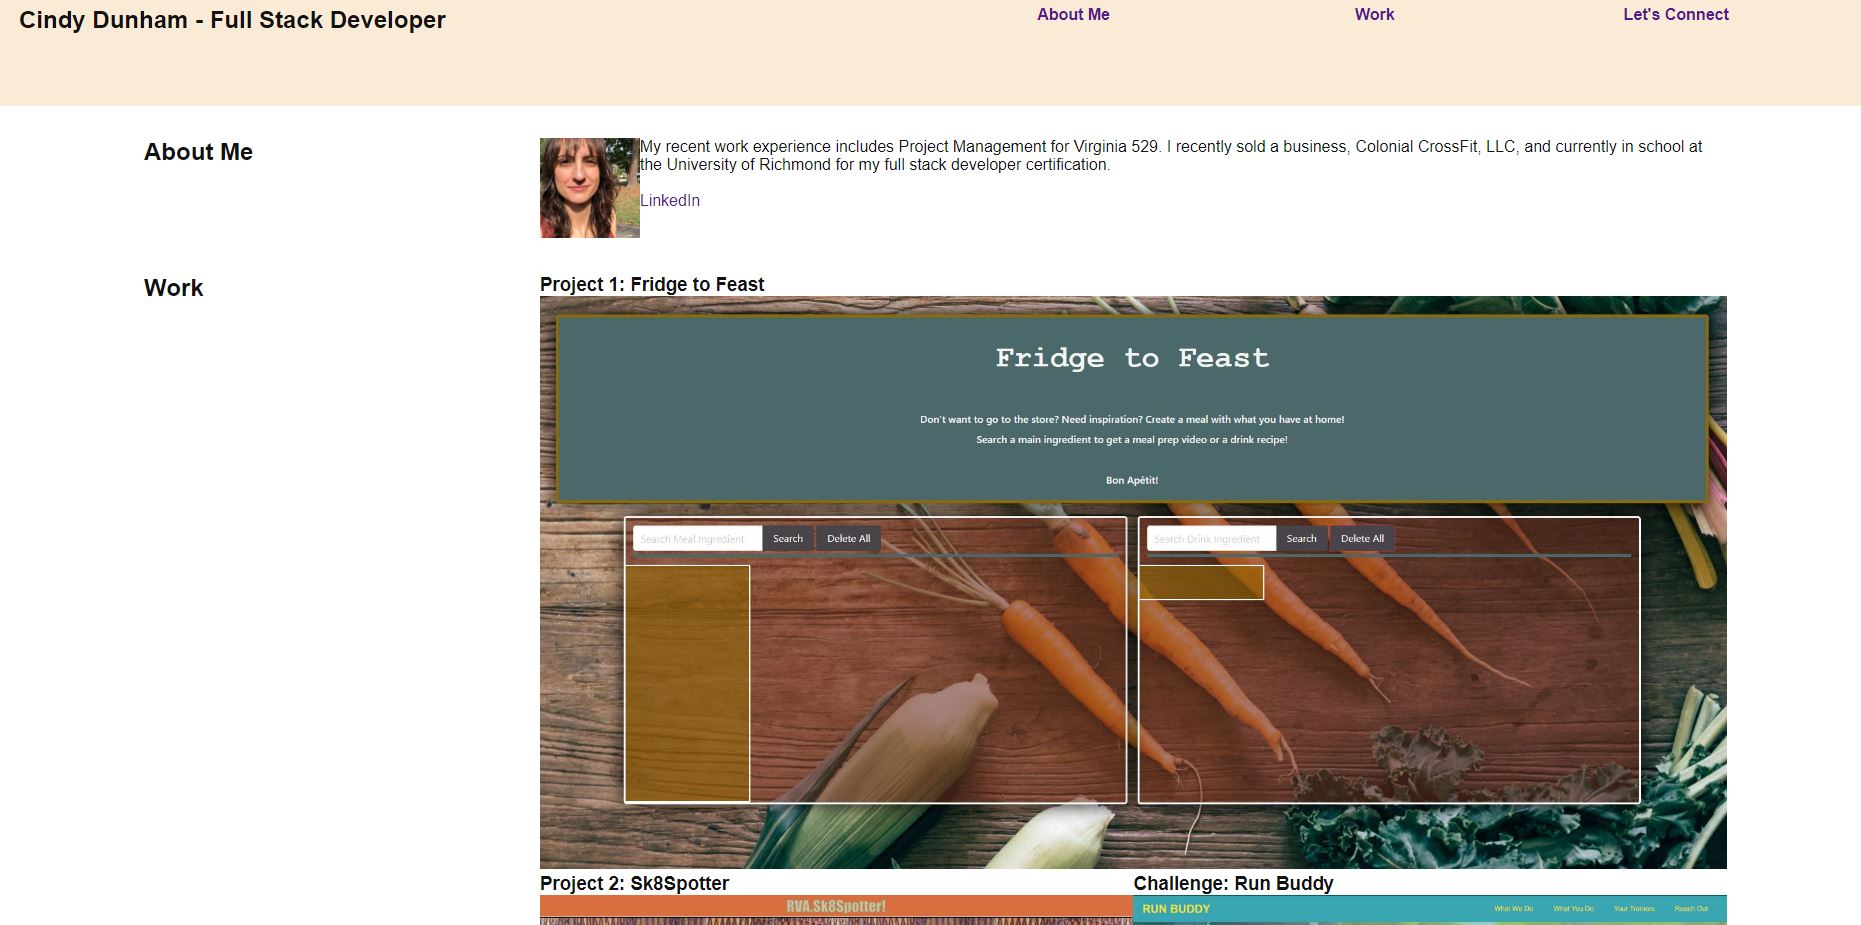 Cindy Dunham - Full Stack Developer
About Me
Work
Let's Connect
About Me
My recent work experience includes Project Management for Virginia 529. I recently sold a business, Colonial CrossFit, LLC, and currently in school at
the University of Richmond for my full stack developer certification.
LinkedIn
Work
Project 1: Fridge to Feast
Fridge to Feast
Don't want to go to the store? Need inspiration? Create a meal with what you have at home!
Search a main ingredient to get a meal prep video or a drink recipe!
Bon Apètit!
Search Meal Ingredient
Search
Delete All
Search Drink Ingredient
Search
Delete All
Project 2: Sk8Spotter
Challenge: Run Buddy
RVA.Sk8Spotter!
RUN BUDDY
What We Do
What You Do
Your Trainers
Reach Out